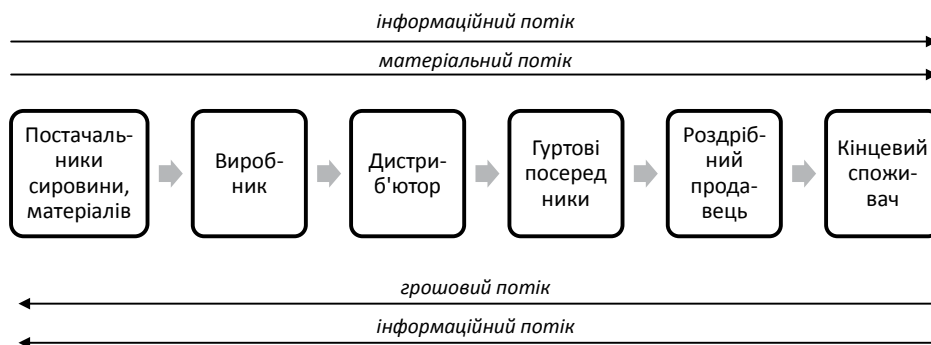 інформаційний потік
матеріальний потік
Постачаль-
ники
сировини,
матеріалів
Вироб-
ник
Дистри-
б'ютор
Гуртові
посеред
ники
Роздріб-
ний
прода-
вець
Кінцевий
спожи-
вач
грошовий потік
інформаційний потік